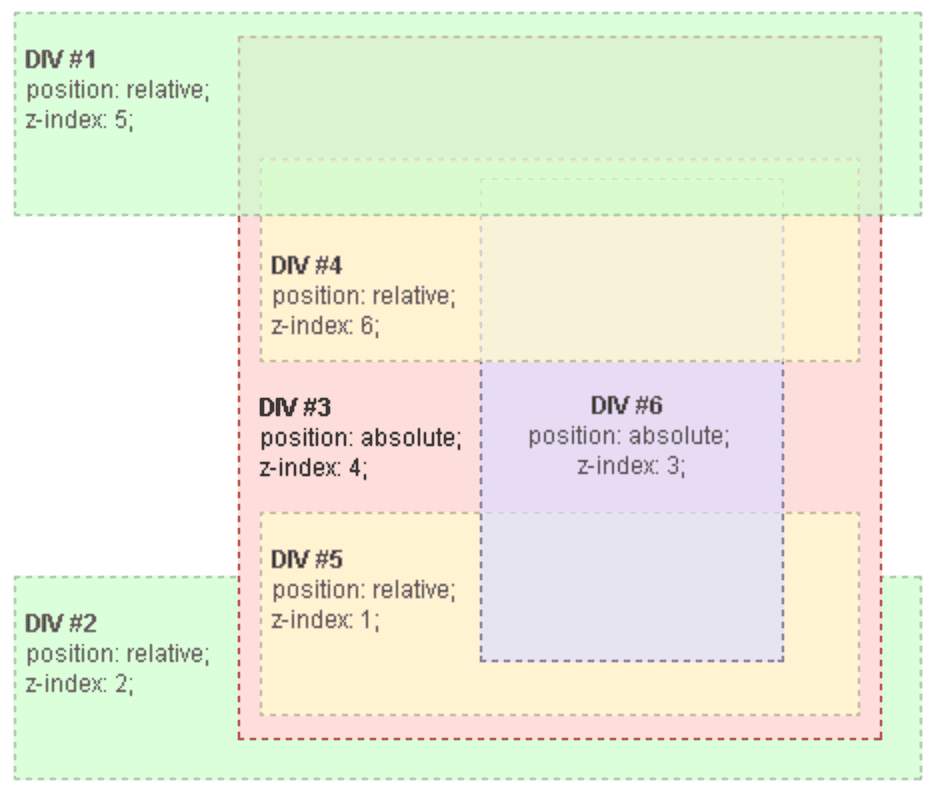 DIV #1
position: relative;
z-index: 5;
DIV #4
position: relative;
z-index: 6;
DIV #3
position: absolute;
z-index: 4;
DIV #6
position: absolute;
z-index: 3;
DIV #5
position: relative;
z-index: 1;
DIV #2
position: relative;
z-index: 2;